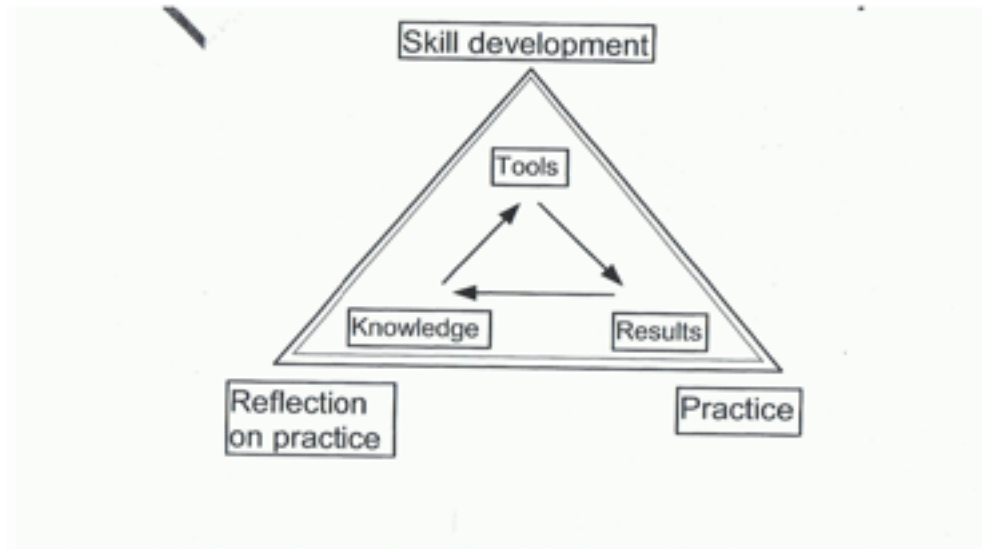 Skill development
Tools
Knowledge
Results
Reflection
on practice
Practice